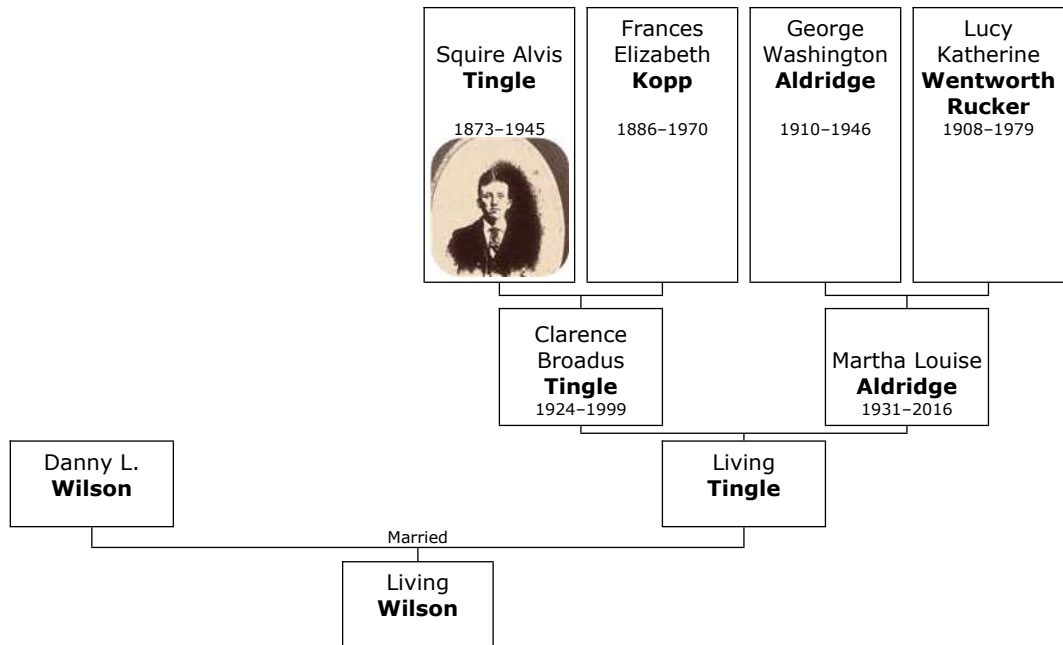 Squire Alvis
Tingle
1873–1945
Frances
Elizabeth
Kopp
1886–1970
George
Washington
Aldridge
1910–1946
Lucy
Katherine
Wentworth
Rucker
1908–1979
Clarence
Broadus
Tingle
1924–1999
Martha Louise
Aldridge
1931–2016
Danny L.
Wilson
Living
Tingle
Married
Living
Wilson